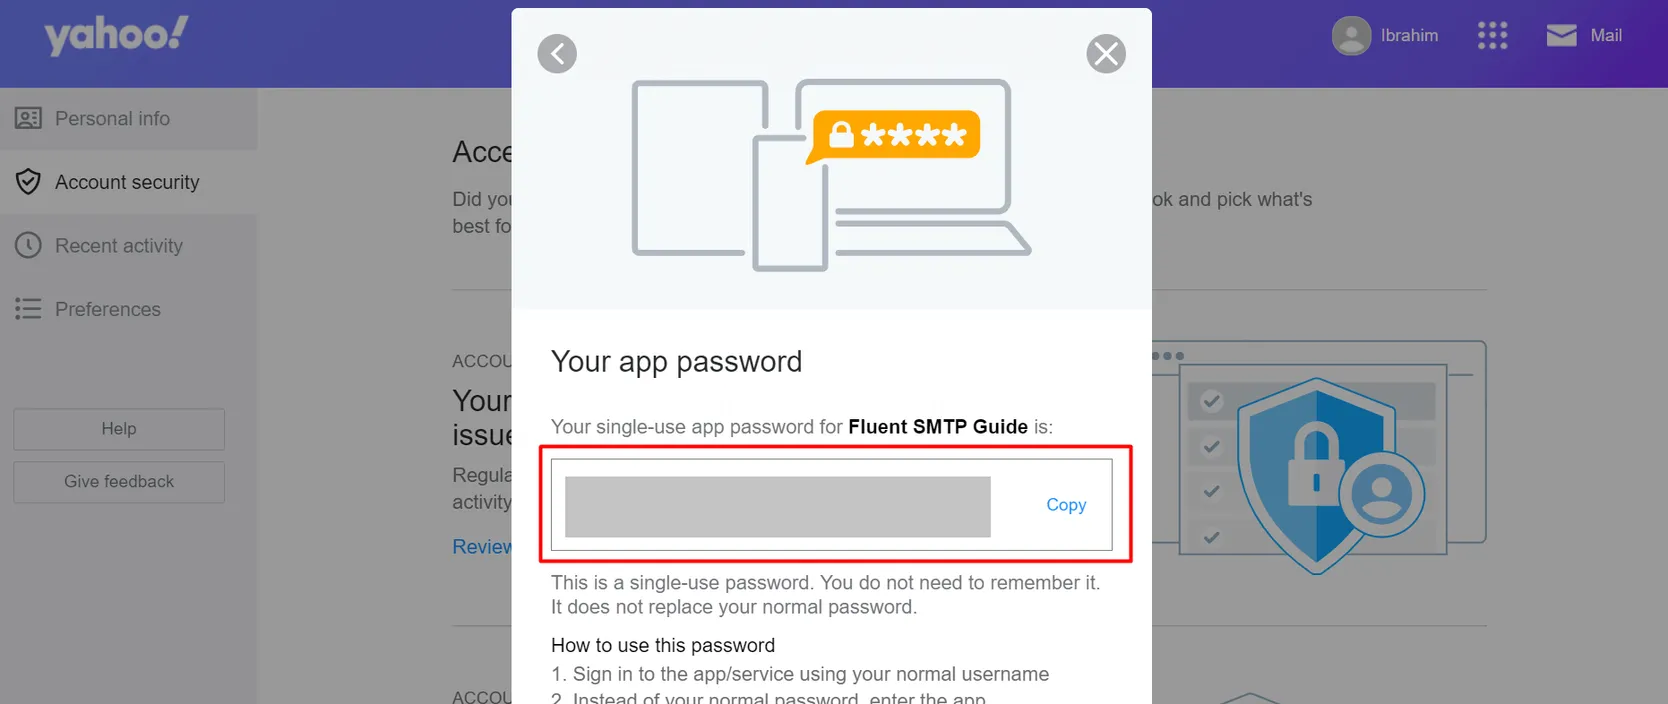 yahoo!
Ibrahim
Mail
Personal info
Account security
Recent activity
Preferences
Help
Give feedback
Acce
Did you
ok and pick what's
best fo
ACCOU
Your
issue
Regula
activity
Review
ACCOU
****
Your app password
Your single-use app password for Fluent SMTP Guide is:
Copy
This is a single-use password. You do not need to remember it.
It does not replace your normal password.
How to use this password
1. Sign in to the app/service using your normal username
2. Instead of your normal password, enter the app